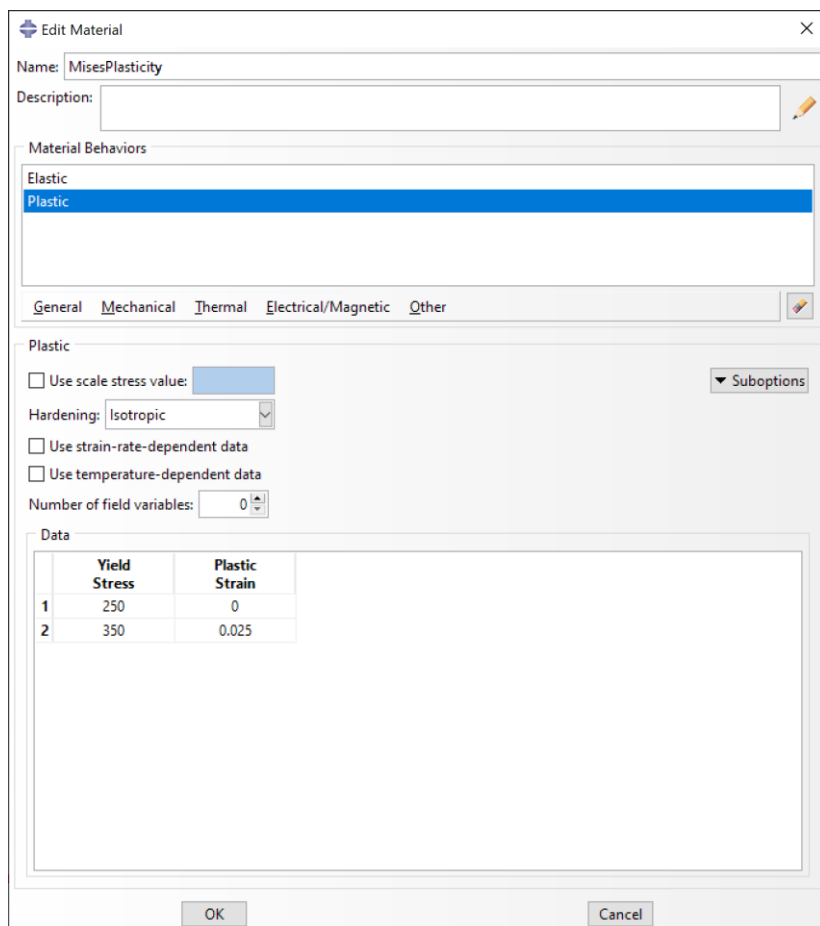 Edit Material
Name: MisesPlasticity
Description:
Material Behaviors
Elastic
Plastic
General Mechanical Thermal Electrical/Magnetic Other
Plastic
Use scale stress value:
Suboptions
Hardening: Isotropic
Use strain-rate-dependent data
Use temperature-dependent data
Number of field variables: 0
Data
Yield Stress Plastic Strain
1 250 0
2 350 0.025
OK Cancel